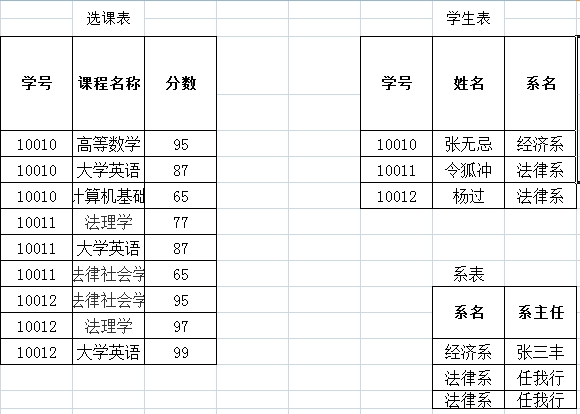 选课表
学号 课程名称 分数
10010 高等数学 95
10010 大学英语 87
10010 计算机基础 65
10011 法理学 77
10011 大学英语 87
10011 法律社会学 65
10012 法律社会学 95
10012 法理学 97
10012 大学英语 99
学生表
学号 姓名 系名
10010 张无忌 经济系
10011 令狐冲 法律系
10012 杨过 法律系
系表
系名 系主任
经济系 张三丰
法律系 任我行
法律系 任我行